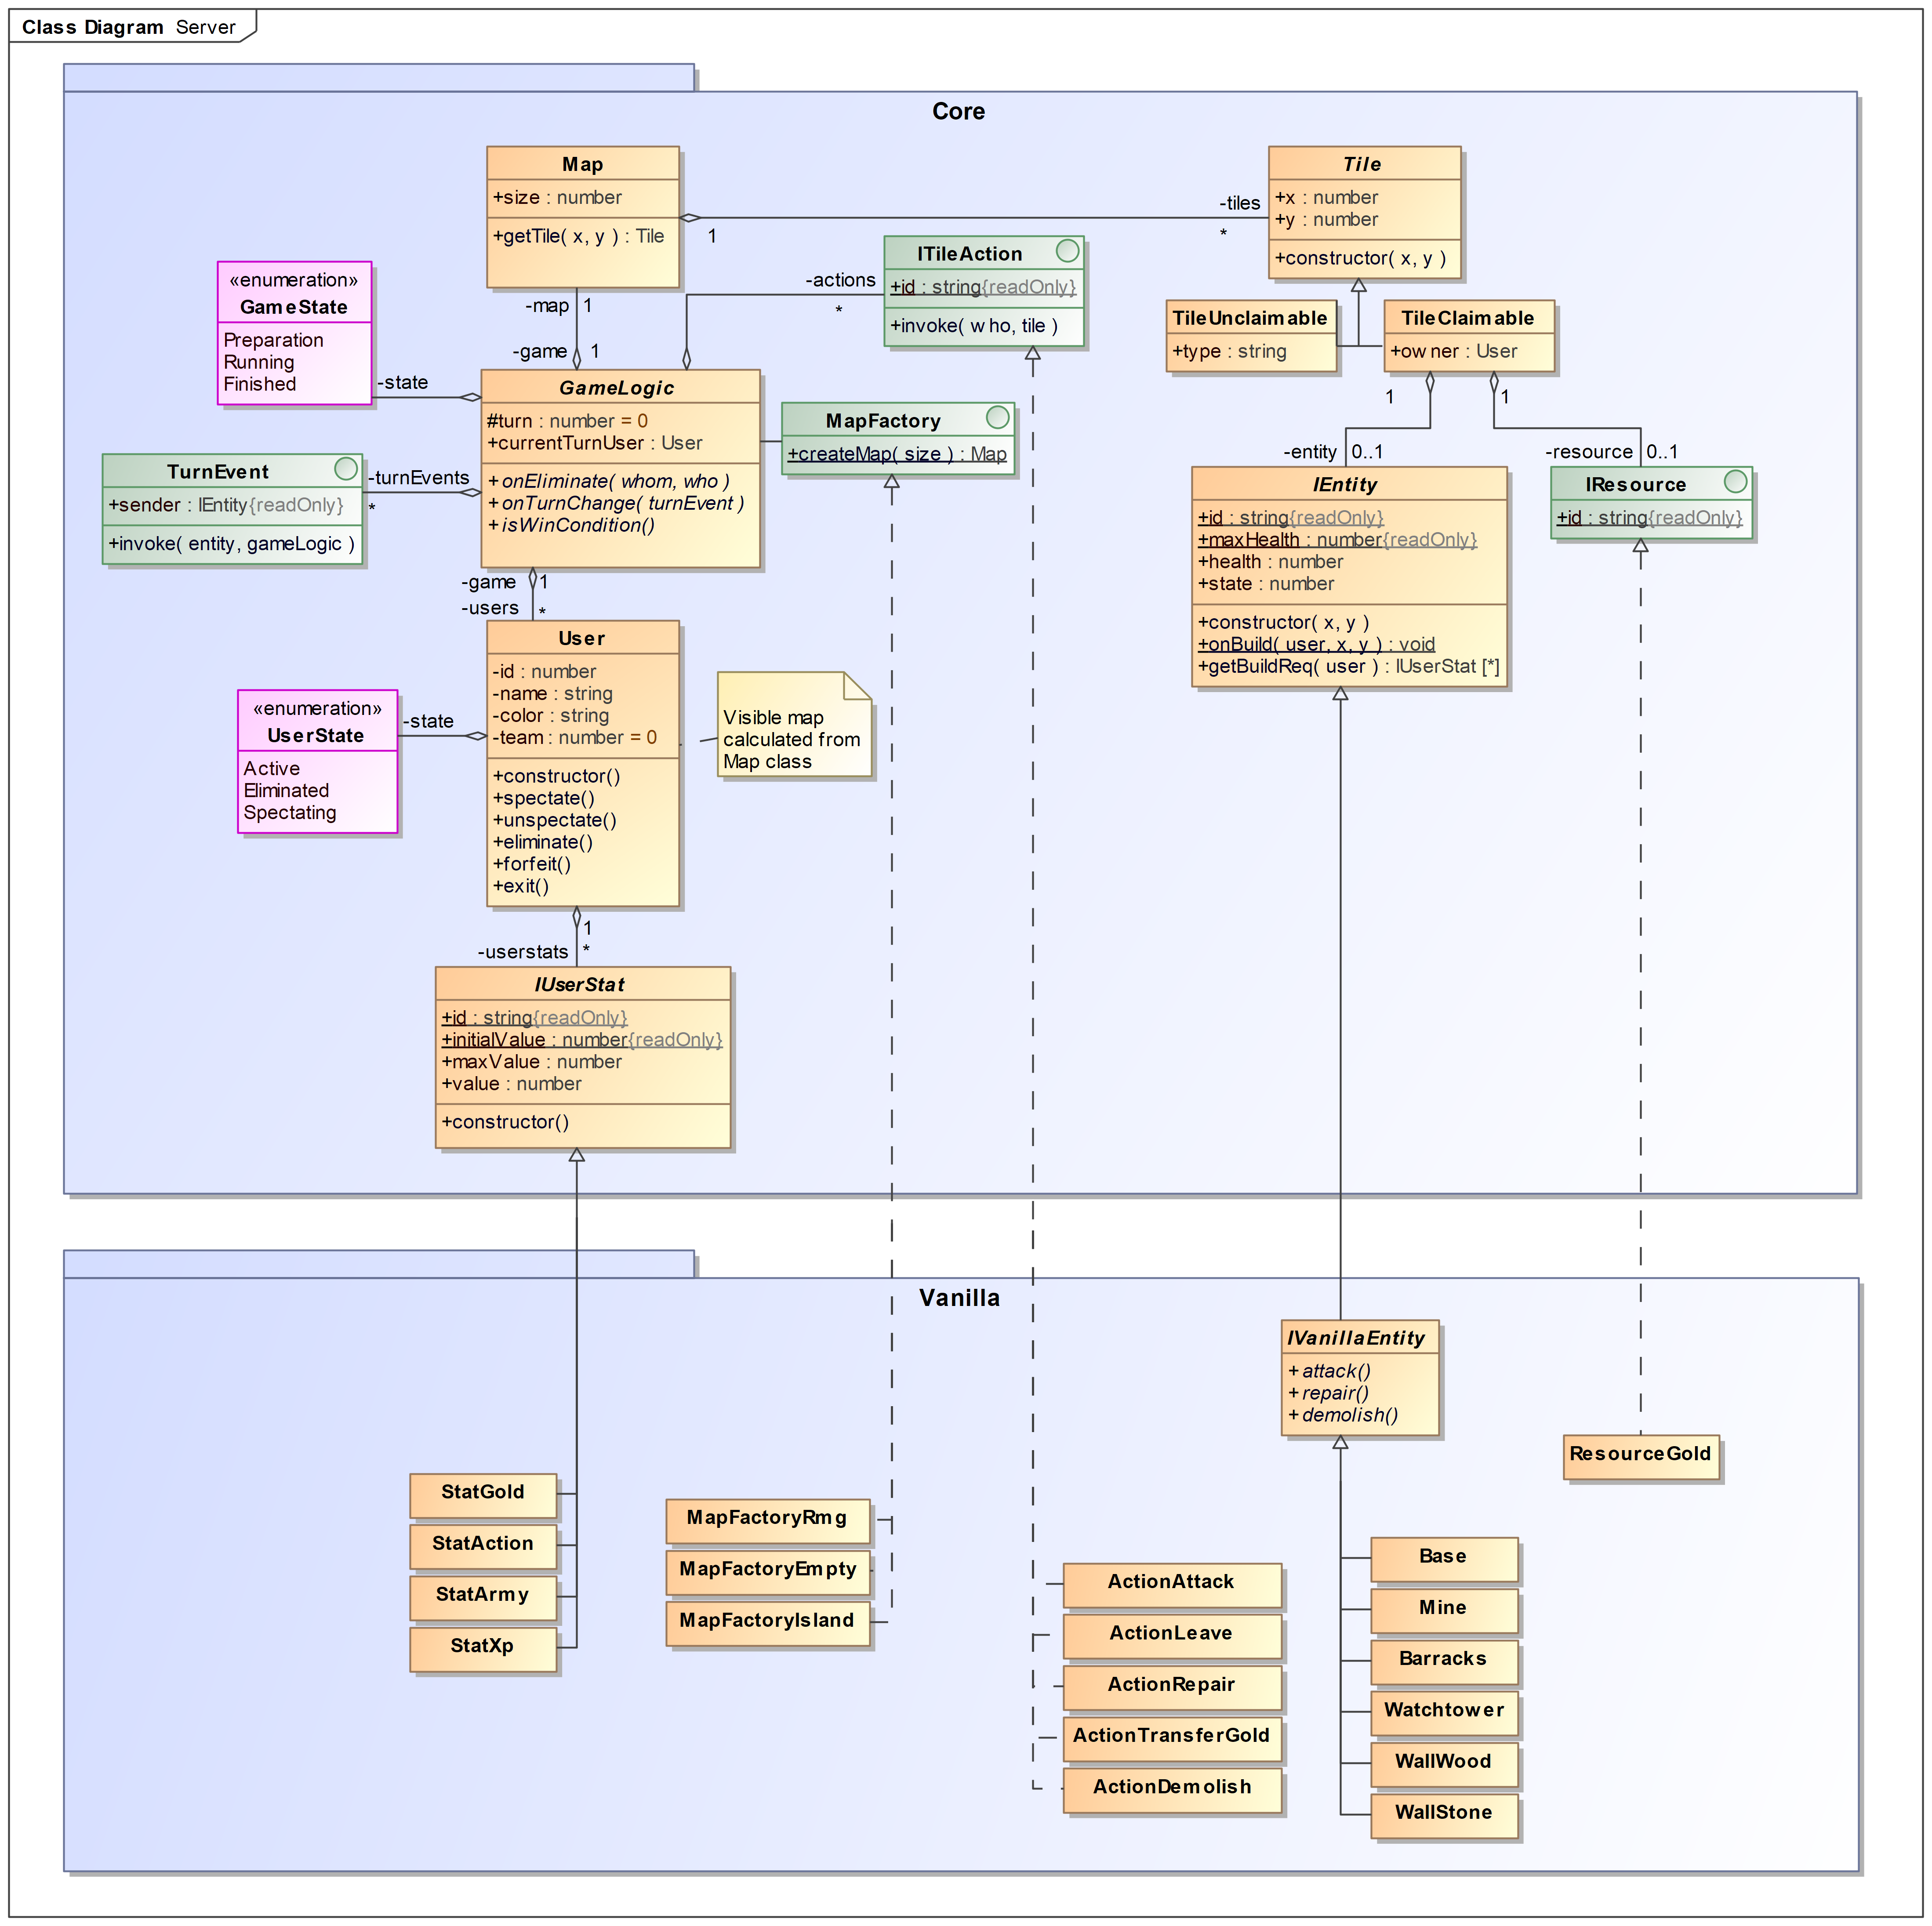 Class Diagram Server
Core
Map
+size : number
+getTile( x, y ) : Tile
-tiles
1
*
Tile
+x : number
+y : number
+constructor( x, y )
ITileAction
+id : string{readOnly}
+invoke( who, tile )
-actions
*
«enumeration»
GameState
Preparation
Running
Finished
-map
1
-game
1
-state
TileUnclaimable
+type : string
TileClaimable
+owner : User
1
1
GameLogic
#turn : number = 0
+currentTurnUser : User
+onEliminate( whom, who )
+onTurnChange( turnEvent )
+isWinCondition()
MapFactory
+createMap( size ) : Map
TurnEvent
+sender : IEntity{readOnly}
+invoke( entity, gameLogic )
-turnEvents
*
-entity
0..1
-resource
0..1
IEntity
+id : string{readOnly}
+maxHealth : number{readOnly}
+health : number
+state : number
+constructor( x, y )
+onBuild( user, x, y ) : void
+getBuildReq( user ) : IUserStat [*]
IResource
+id : string{readOnly}
-game
1
-users
*
User
-id : number
-name : string
-color : string
-team : number = 0
+constructor()
+spectate()
+unspectate()
+eliminate()
+forfeit()
+exit()
Visible map
calculated from
Map class
«enumeration»
UserState
Active
Eliminated
Spectating
-state
1
-userstats
*
IUserStat
+id : string{readOnly}
+initialValue : number{readOnly}
+maxValue : number
+value : number
+constructor()
Vanilla
IVanillaEntity
+attack()
+repair()
+demolish()
ResourceGold
StatGold
StatAction
StatArmy
StatXp
MapFactoryRmg
MapFactoryEmpty
MapFactoryIsland
ActionAttack
ActionLeave
ActionRepair
ActionTransferGold
ActionDemolish
Base
Mine
Barracks
Watchtower
WallWood
WallStone